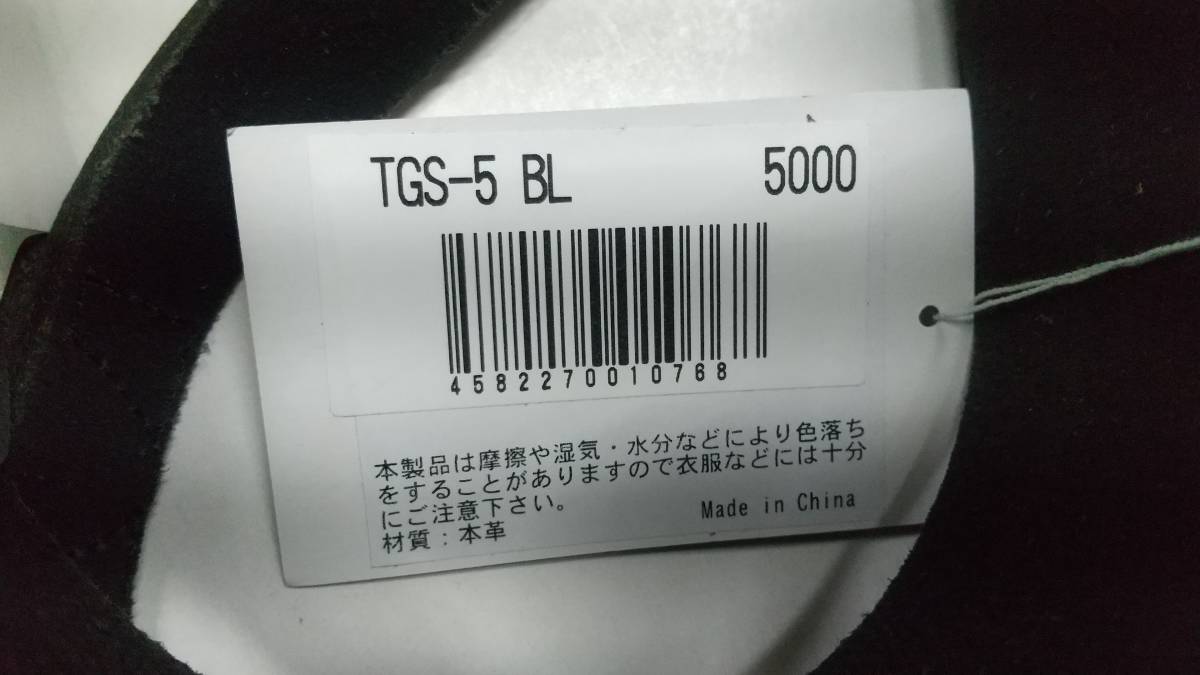 TGS-5 BL 5000
4582270010768
本製品は摩擦や湿気・水分などにより色落ち
をすることがありますので衣服などには十分
にご注意下さい。
材質：本革
Made in China